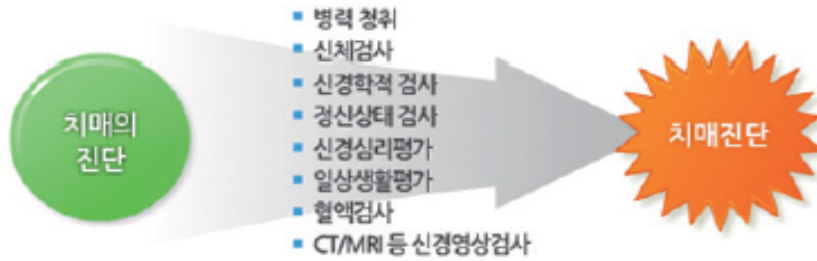 치매의
진단
병력 청취
신체검사
신경학적 검사
정신상태 검사
신경심리평가
일상생활평가
혈액검사
CT/MRI 등 신경영상검사
치매진단